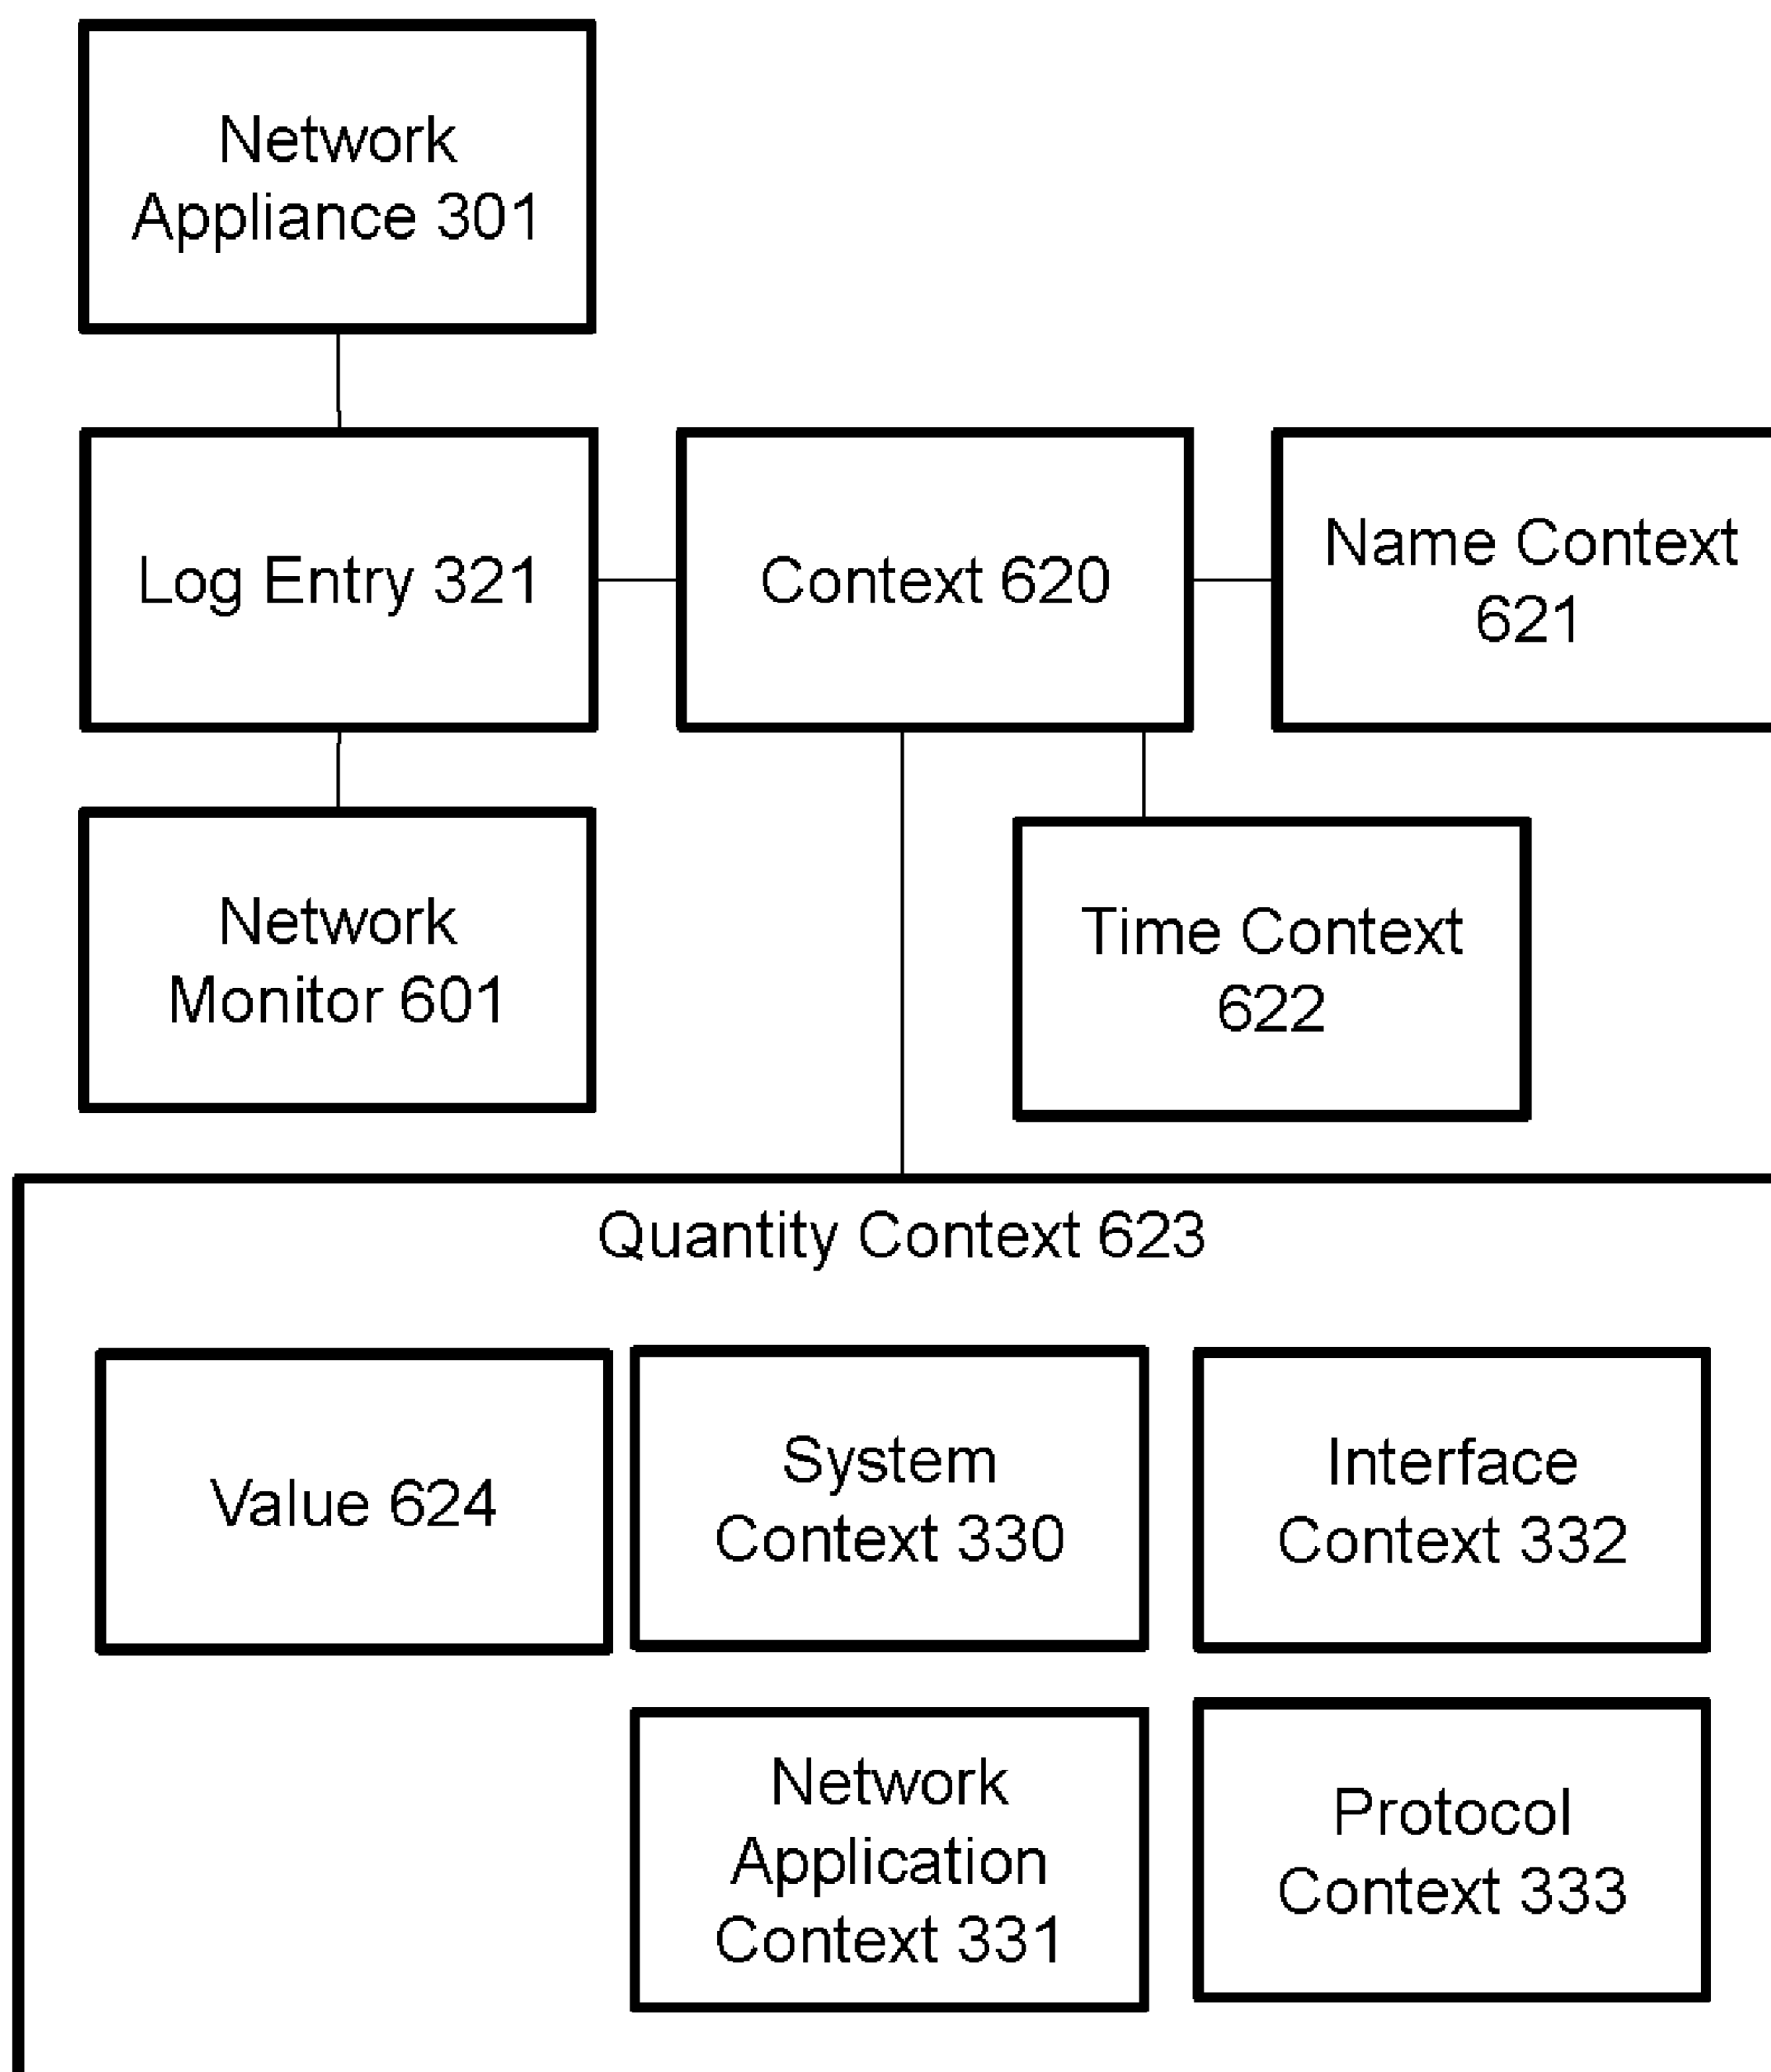 Network
Appliance 301
Log Entry 321
Context 620
Name Context
621
Network
Monitor 601
Time Context
622
Quantity Context 623
Value 624
System
Context 330
Interface
Context 332
Network
Application
Context 331
Protocol
Context 333